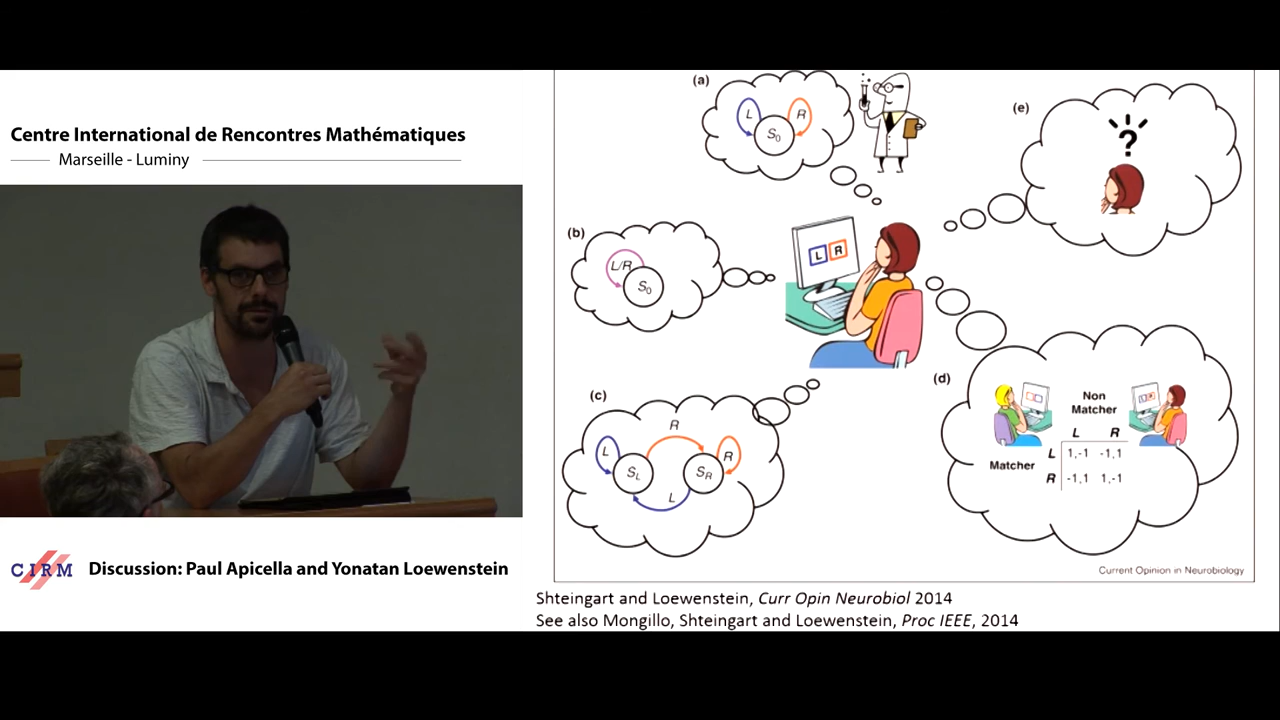 Centre International de Rencontres Mathématiques
Marseille - Luminy
CIRM
Discussion: Paul Apicella and Yonatan Loewenstein
(a)
L
R
S0
(b)
L/R
S0
(c)
R
L
SL
SR
R
L
L R
(e)
?
(d)
Non
Matcher
L R
Matcher
L 1,-1 -1,1
R -1,1 1,-1
Current Opinion in Neurobiology
Shteingart and Loewenstein, Curr Opin Neurobiol 2014
See also Mongillo, Shteingart and Loewenstein, Proc IEEE, 2014